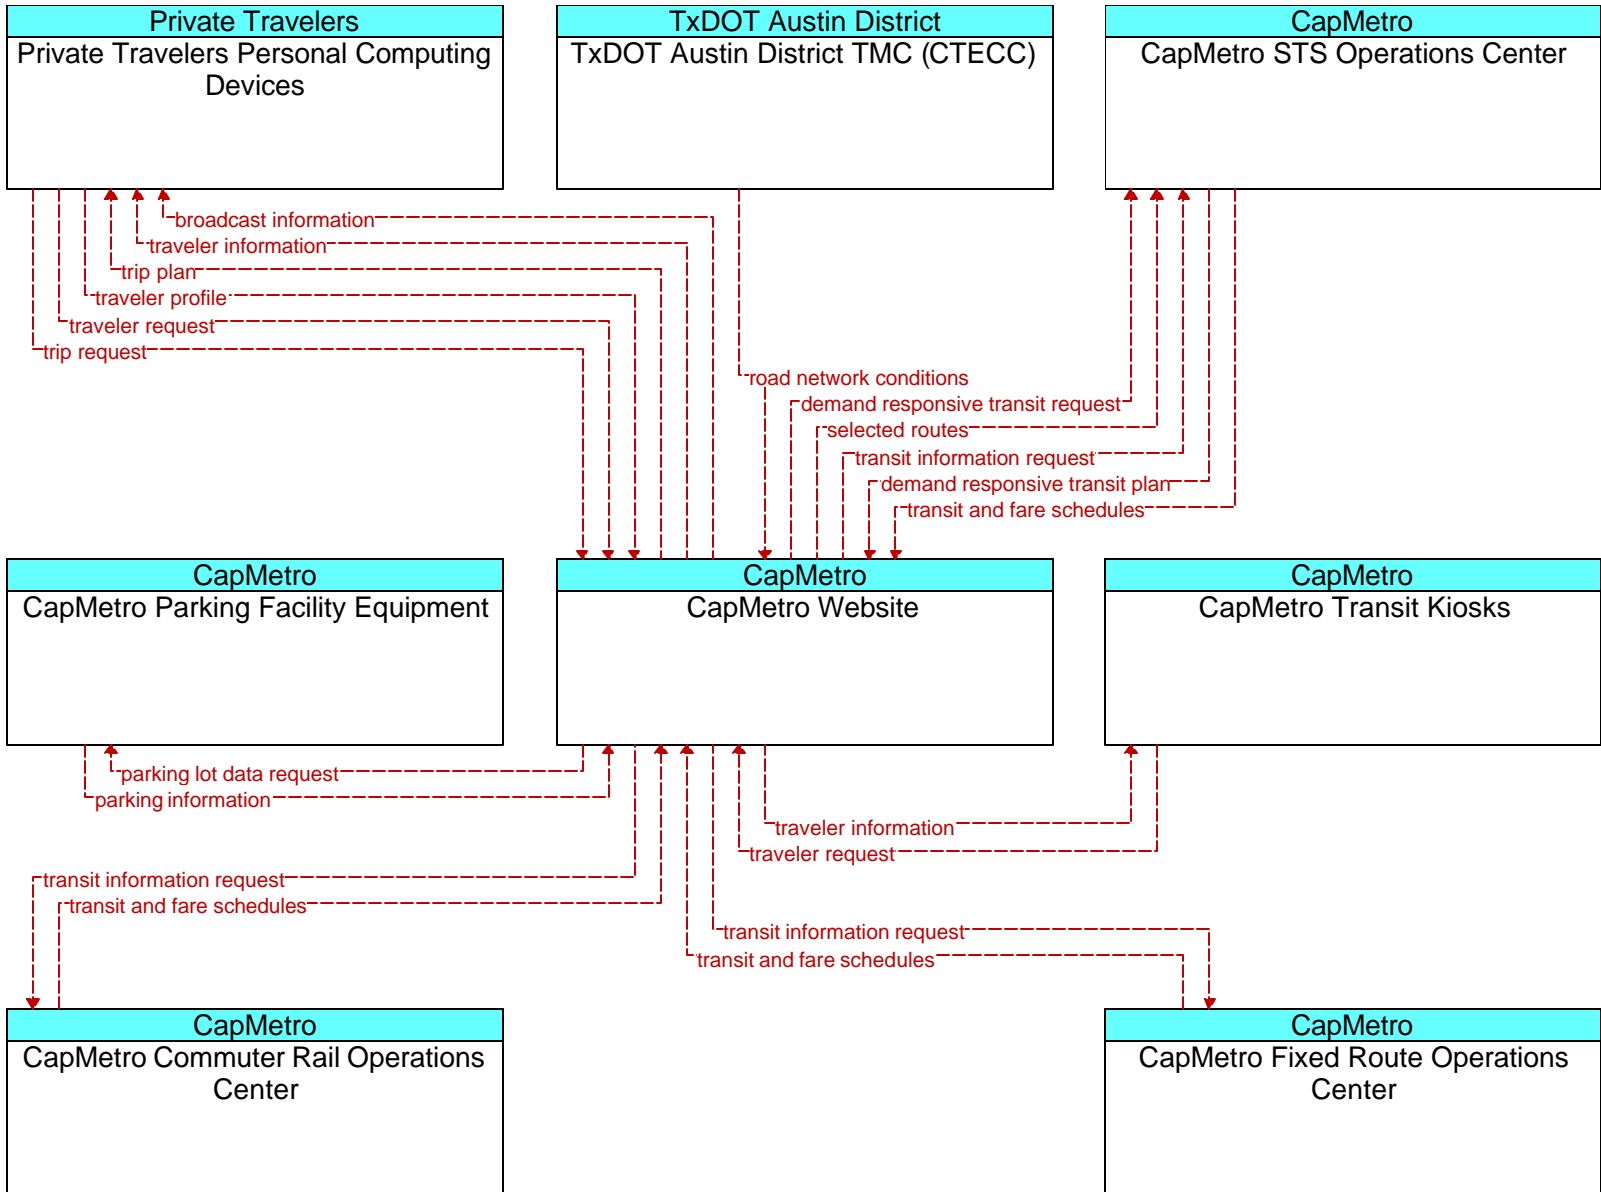 Private Travelers
Private Travelers Personal Computing
Devices
TxDOT Austin District
TxDOT Austin District TMC (CTECC)
CapMetro
CapMetro STS Operations Center
broadcast information
traveler information
trip plan
traveler profile
traveler request
trip request
road network conditions
demand responsive transit request
selected routes
transit information request
demand responsive transit plan
transit and fare schedules
CapMetro
CapMetro Parking Facility Equipment
CapMetro
CapMetro Website
CapMetro
CapMetro Transit Kiosks
parking lot data request
parking information
traveler information
traveler request
transit information request
transit and fare schedules
transit information request
transit and fare schedules
CapMetro
CapMetro Commuter Rail Operations
Center
CapMetro
CapMetro Fixed Route Operations
Center